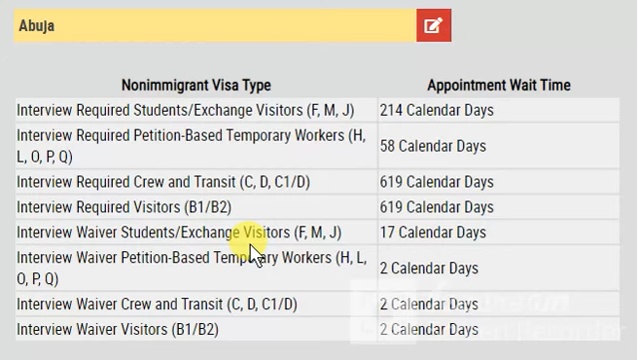 Abuja
Nonimmigrant Visa Type Appointment Wait Time
Interview Required Students/Exchange Visitors (F, M, J) 214 Calendar Days
Interview Required Petition-Based Temporary Workers (H,
L, O, P, Q) 58 Calendar Days
Interview Required Crew and Transit (C, D, C1/D) 619 Calendar Days
Interview Required Visitors (B1/B2) 619 Calendar Days
Interview Waiver Students/Exchange Visitors (F, M, J) 17 Calendar Days
Interview Waiver Petition-Based Temporary Workers (H, L,
O, P, Q) 2 Calendar Days
Interview Waiver Crew and Transit (C, D, C1/D) 2 Calendar Days
Interview Waiver Visitors (B1/B2) 2 Calendar Days